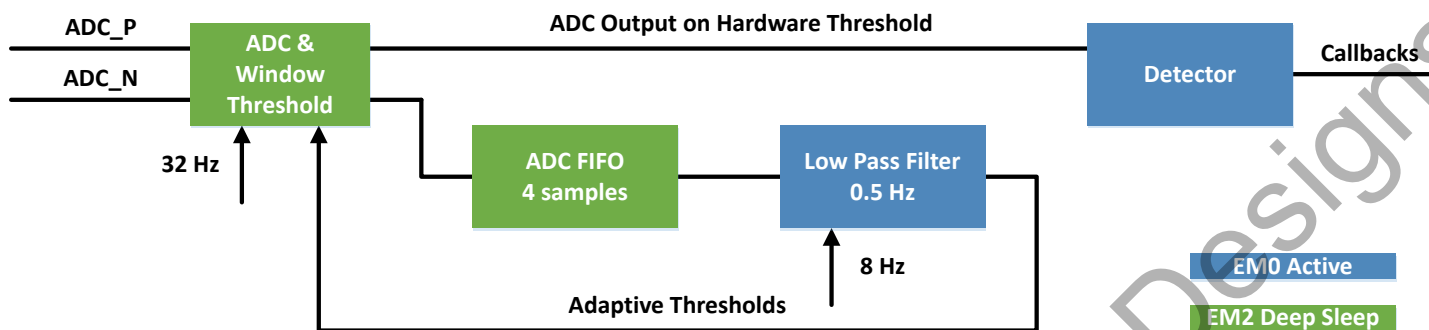 ADC_P
ADC_N
ADC &
Window
Threshold
ADC Output on Hardware Threshold
Detector
Callbacks
32 Hz
ADC FIFO
4 samples
Low Pass Filter
0.5 Hz
8 Hz
Adaptive Thresholds
EM0 Active
EM2 Deep Sleep
Designs